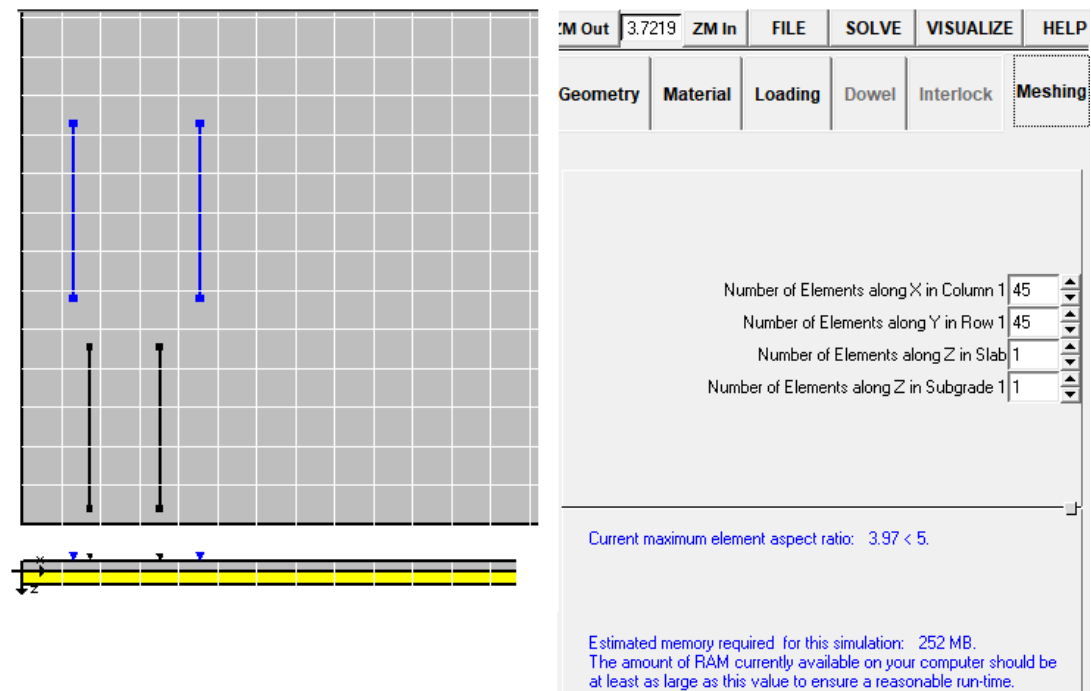 ZM Out 3.7219 ZM In FILE SOLVE VISUALIZE HELP
Geometry Material Loading Dowel Interlock Meshing
Number of Elements along X in Column 1 45
Number of Elements along Y in Row 1 45
Number of Elements along Z in Slab 1
Number of Elements along Z in Subgrade 1 1
Current maximum element aspect ratio: 3.97 < 5.
x
z
Estimated memory required for this simulation: 252 MB.
The amount of RAM currently available on your computer should be
at least as large as this value to ensure a reasonable run-time.